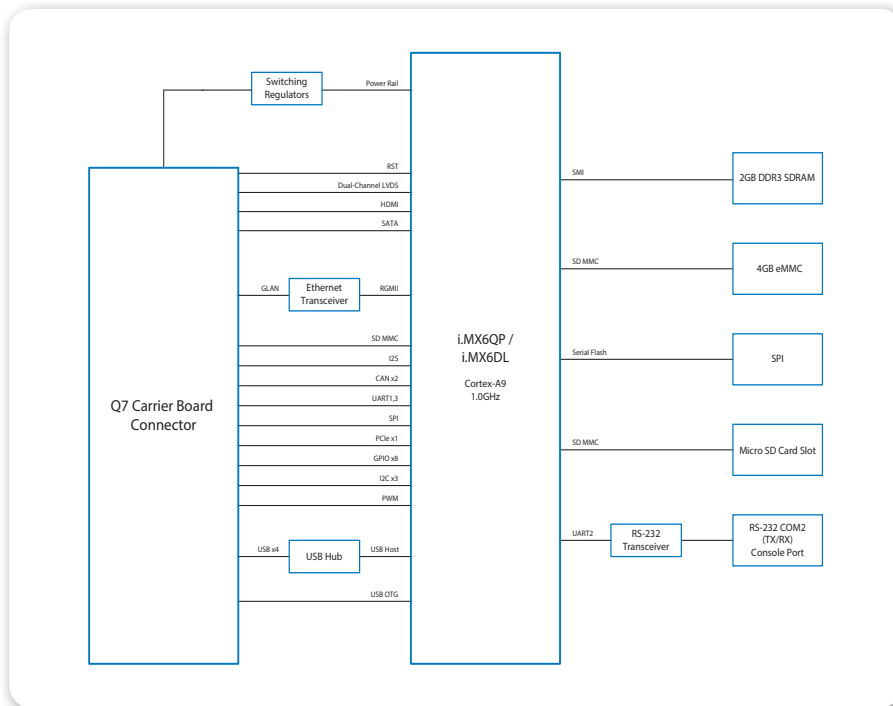 Switching
Regulators
Power Rail
RST
Dual-Channel LVDS
HDMI
SATA
GLAN
Ethernet
Transceiver
RGMII
SD MMC
I2S
CAN x2
UART1,3
SPI
PCIe x1
GPIO x8
I2C x3
PWM
USB x4
USB Hub
USB Host
USB OTG
Q7 Carrier Board
Connector
i.MX6QP /
i.MX6DL
Cortex-A9
1.0GHz
SMI
2GB DDR3 SDRAM
SD MMC
4GB eMMC
Serial Flash
SPI
SD MMC
Micro SD Card Slot
UART2
RS-232
Transceiver
RS-232 COM2
(TX/RX)
Console Port